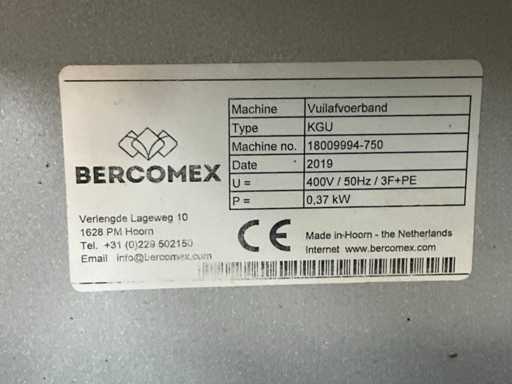 BERCOMEX
Verlengde Lageweg 10
1628 PM Hoorn
Tel. +31 (0)229 502150
Email info@bercomex.com
Machine Vuilafvoerband
Type KGU
Machine no. 18009994-750
Date 2019
U = 400V / 50Hz / 3F+PE
P = 0,37 kW
CE
Made in-Hoorn - the Netherlands
Internet www.bercomex.com